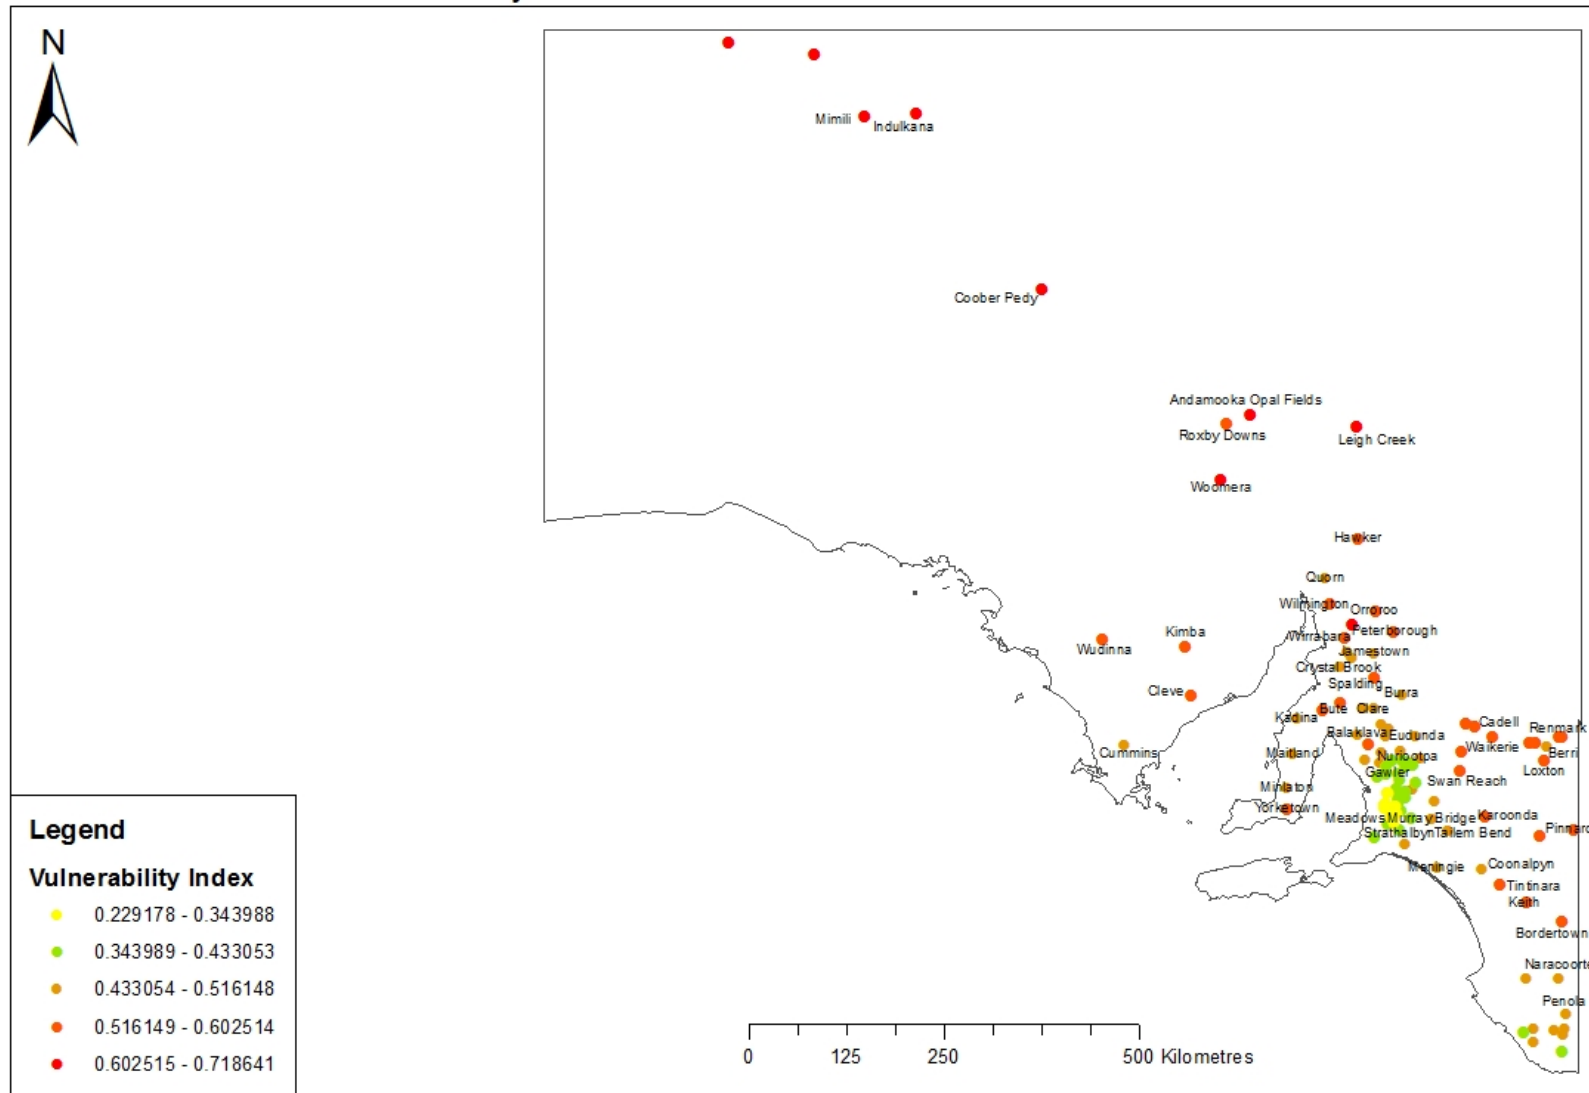 N
Mimili
Indulkana
Coober Pedy
Andamooka Opal Fields
Roxby Downs
Leigh Creek
Woomera
Hawker
Quorn
Wilmington
Orroroo
Kimba
Wirrabara
Peterborough
Wudinna
Jamestown
Crystal Brook
Cleve
Spalding
Burra
Kadina
Bute
Clare
Cadell
Renmark
Balaklava
Eudunda
Cummins
Maitland
Nuriootpa
Waikerie
Berri
Gawler
Swan Reach
Loxton
Minlaton
Yorketown
Meadows
Murray Bridge
Karoonda
Strathalbyn
Tailem Bend
Pinnaro
Meningie
Coonalpyn
Tintinara
Keith
Bordertown
Naracoorte
Penola
Legend
Vulnerability Index
0.229178 - 0.343988
0.343989 - 0.433053
0.433054 - 0.516148
0.516149 - 0.602514
0.602515 - 0.718641
0 125 250 500 Kilometres